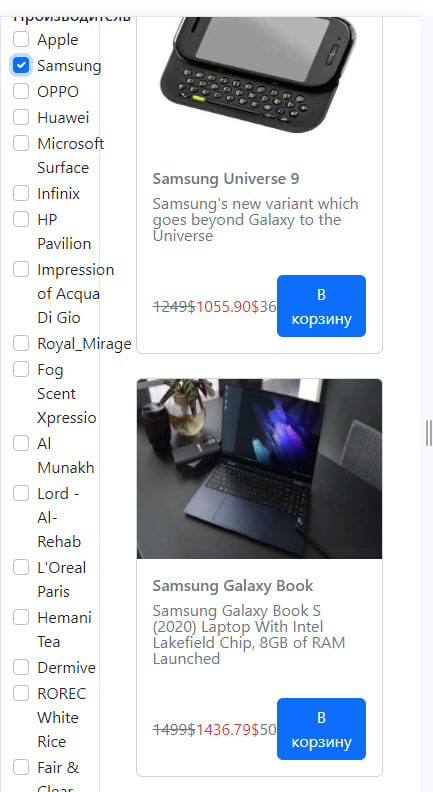 Производитель
Apple
Samsung
OPPO
Huawei
Microsoft
Surface
Infinix
HP
Pavilion
Impression
of Acqua
Di Gio
Royal_Mirage
Fog
Scent
Xpressio
Al
Munakh
Lord -
Al-
Rehab
L'Oreal
Paris
Hemani
Tea
Dermive
ROREC
White
Rice
Fair &
Clear
Samsung Universe 9
Samsung's new variant which
goes beyond Galaxy to the
Universe
1249$1055.90$36
В
корзину
Samsung Galaxy Book
Samsung Galaxy Book S
(2020) Laptop With Intel
Lakefield Chip, 8GB of RAM
Launched
1499$1436.79$50
В
корзину